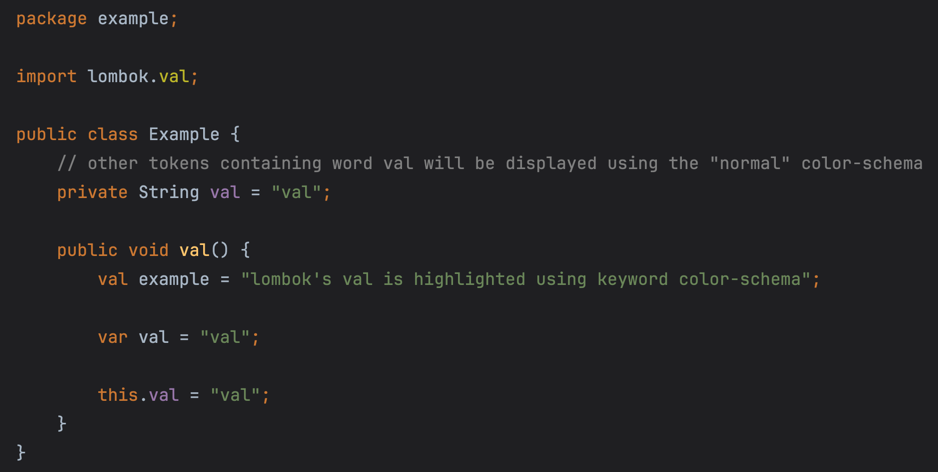 package example;
import lombok.val;
public class Example {
// other tokens containing word val will be displayed using the "normal" color-schema
private String val = "val";
public void val() {
val example = "lombok's val is highlighted using keyword color-schema";
var val = "val";
this.val = "val";
}
}